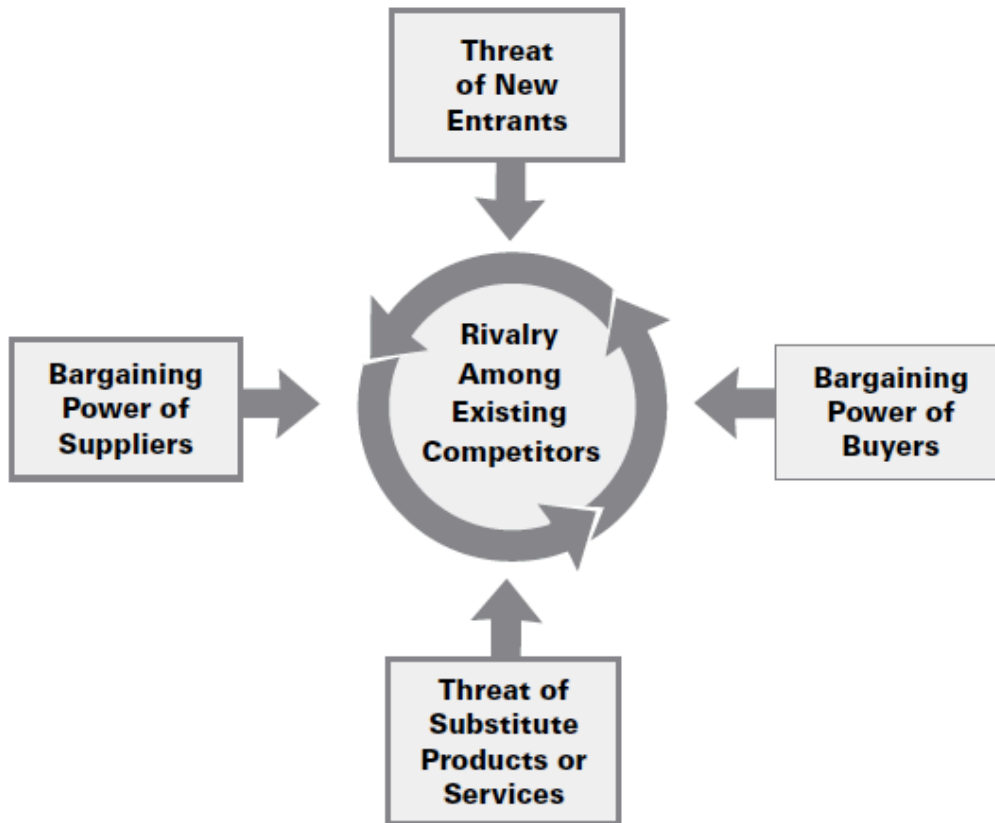 Threat
of New
Entrants
Bargaining
Power of
Suppliers
Rivalry
Among
Existing
Competitors
Bargaining
Power of
Buyers
Threat of
Substitute
Products or
Services